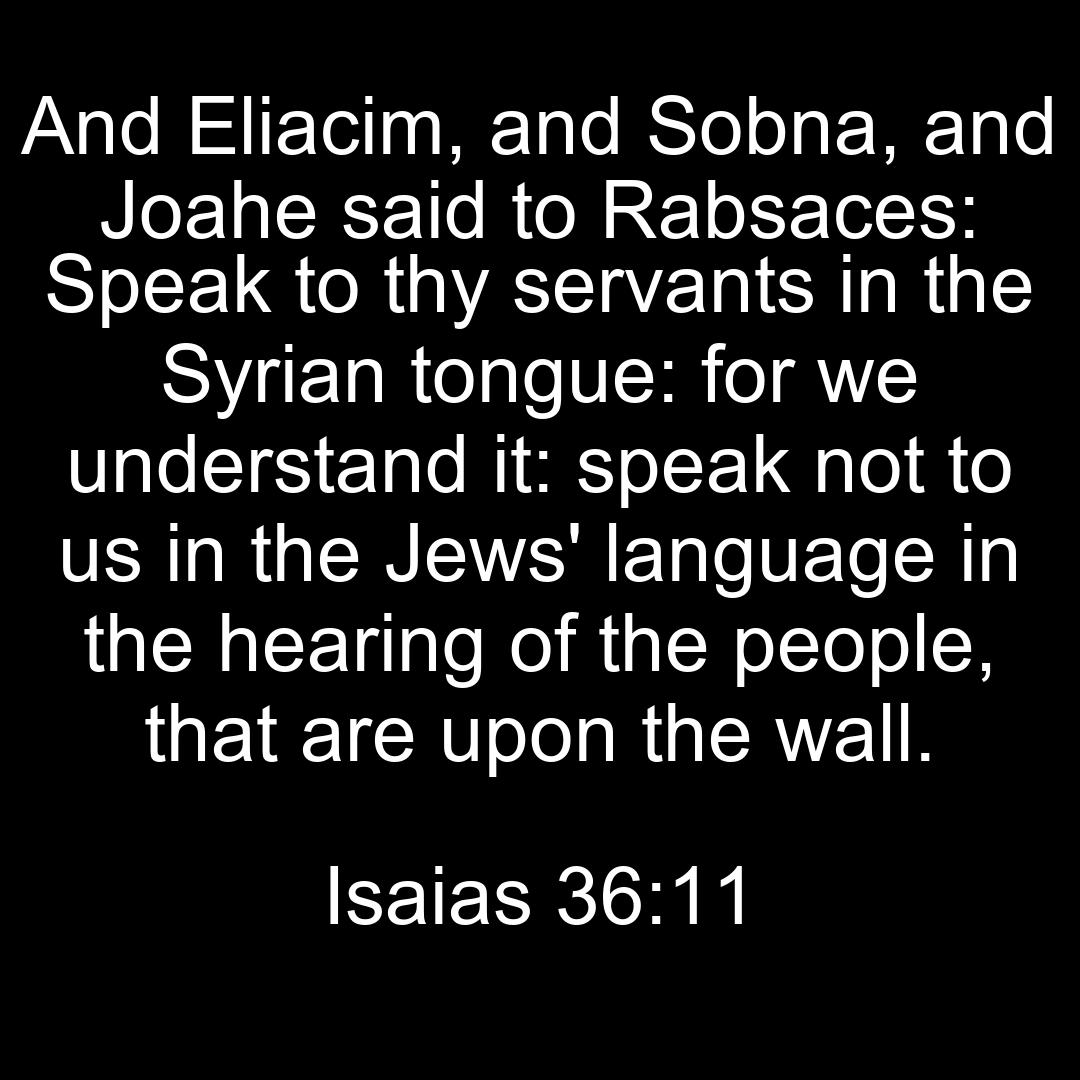 And Eliacim, and Sobna, and
Joahe said to Rabsaces:
Speak to thy servants in the
Syrian tongue: for we
understand it: speak not to
us in the Jews' language in
the hearing of the people,
that are upon the wall.
Isaias 36:11